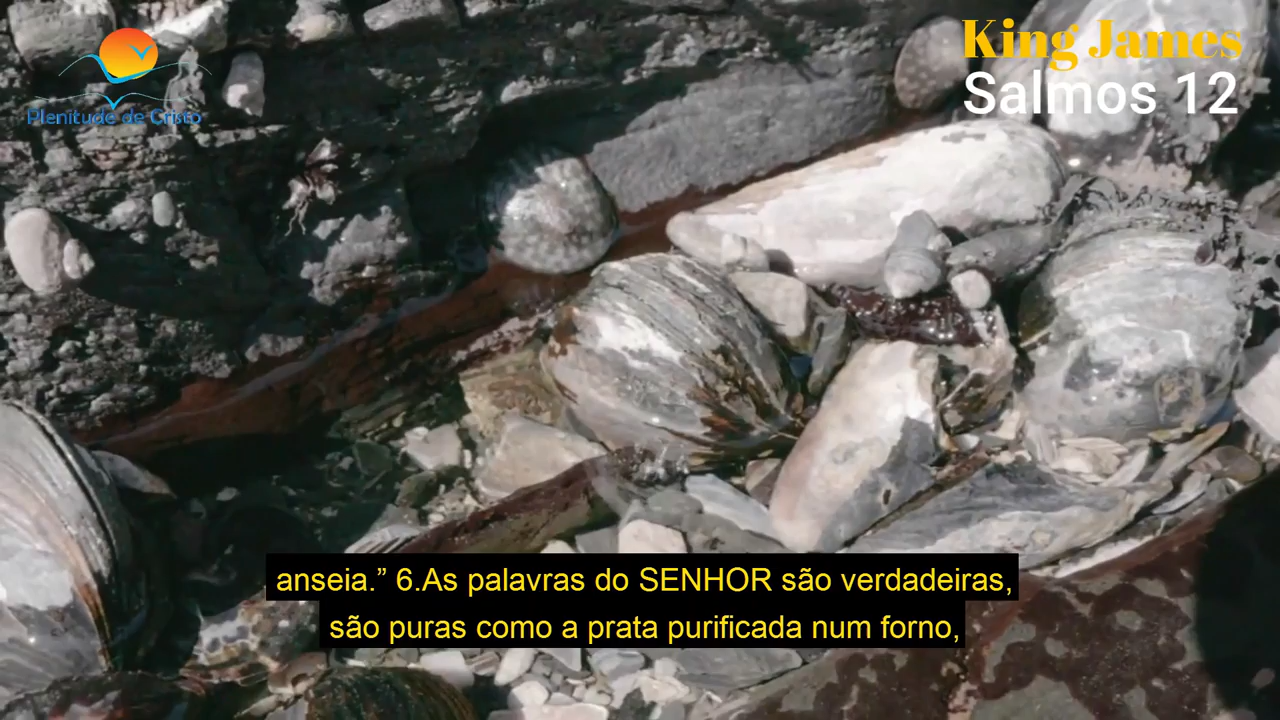 King James
Salmos 12
Plenitude de Cristo
anseia.” 6.As palavras do SENHOR são verdadeiras,
são puras como a prata purificada num forno,